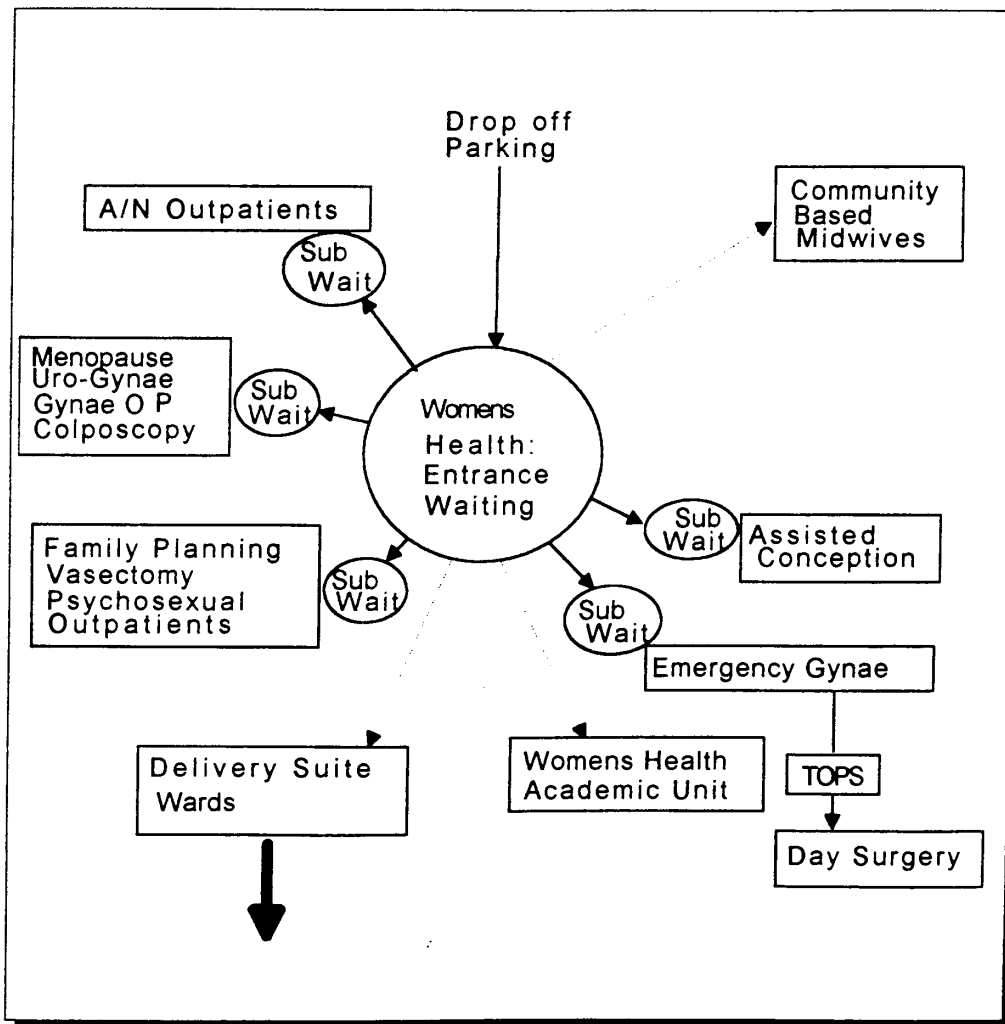 Drop off
Parking
A/N Outpatients
Sub
Wait
Community
Based
Midwives
Menopause
Uro-Gynae
Gynae O P
Colposcopy
Sub
Wait
Womens
Health:
Entrance
Waiting
Sub
Wait
Assisted
Conception
Family Planning
Vasectomy
Psychosexual
Outpatients
Sub
Wait
Sub
Wait
Emergency Gynae
Delivery Suite
Wards
Womens Health
Academic Unit
TOPS
Day Surgery